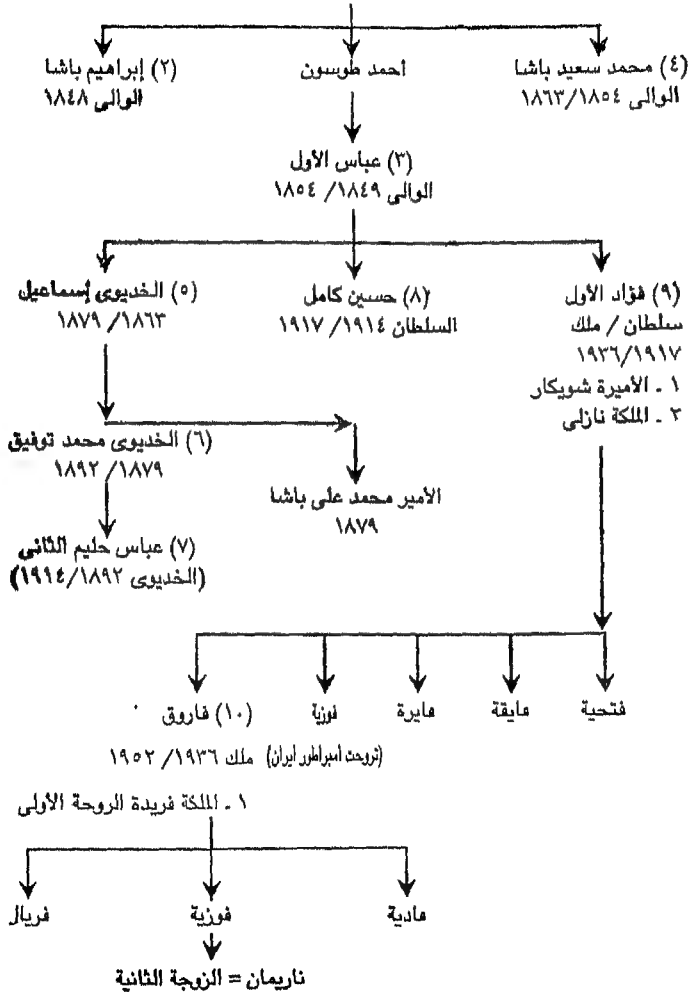 (٤) محمد سعيد باشا
الوالى ١٨٥٤/١٨٦٣
أحمد طوسون
(٢) إبراهيم باشا
الوالى ١٨٤٨
(٣) عباس الأول
الوالى ١٨٤٩/ ١٨٥٤
(٩) فؤاد الأول
سلطان / ملك
١٩١٧/١٩٣٦
١ ـ الأميرة شويكار
٢ ـ الملكة نازلى
(٨) حسين كامل
السلطان ١٩١٤/ ١٩١٧
(٥) الخديوى إسماعيل
١٨٦٣/ ١٨٧٩
(٦) الخديوى محمد توفيق
١٨٧٩/ ١٨٩٢
الأمير محمد على باشا
١٨٧٩
(٧) عباس حليم الثانى
(الخديوى ١٨٩٢/١٩١٤)
فتحية
فايقة
فايزة
فوزية
(١٠) فاروق
(تزوجت أمبراطور أيران) ملك ١٩٣٦/ ١٩٥٢
١ ـ الملكة فريدة الزوجة الأولى
فادية
فوزية
فريال
ناريمان = الزوجة الثانية